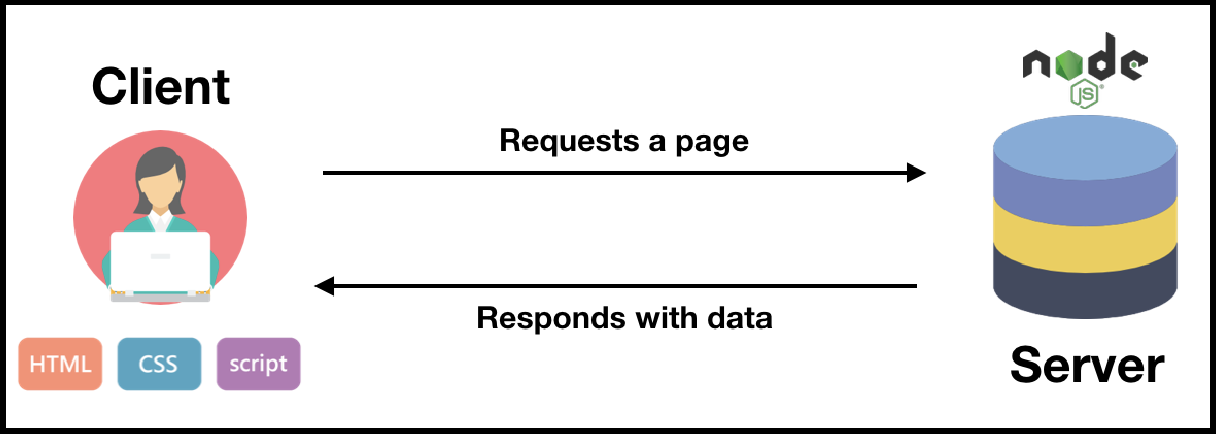 Client
node
JS
Requests a page
Responds with data
HTML CSS script
Server